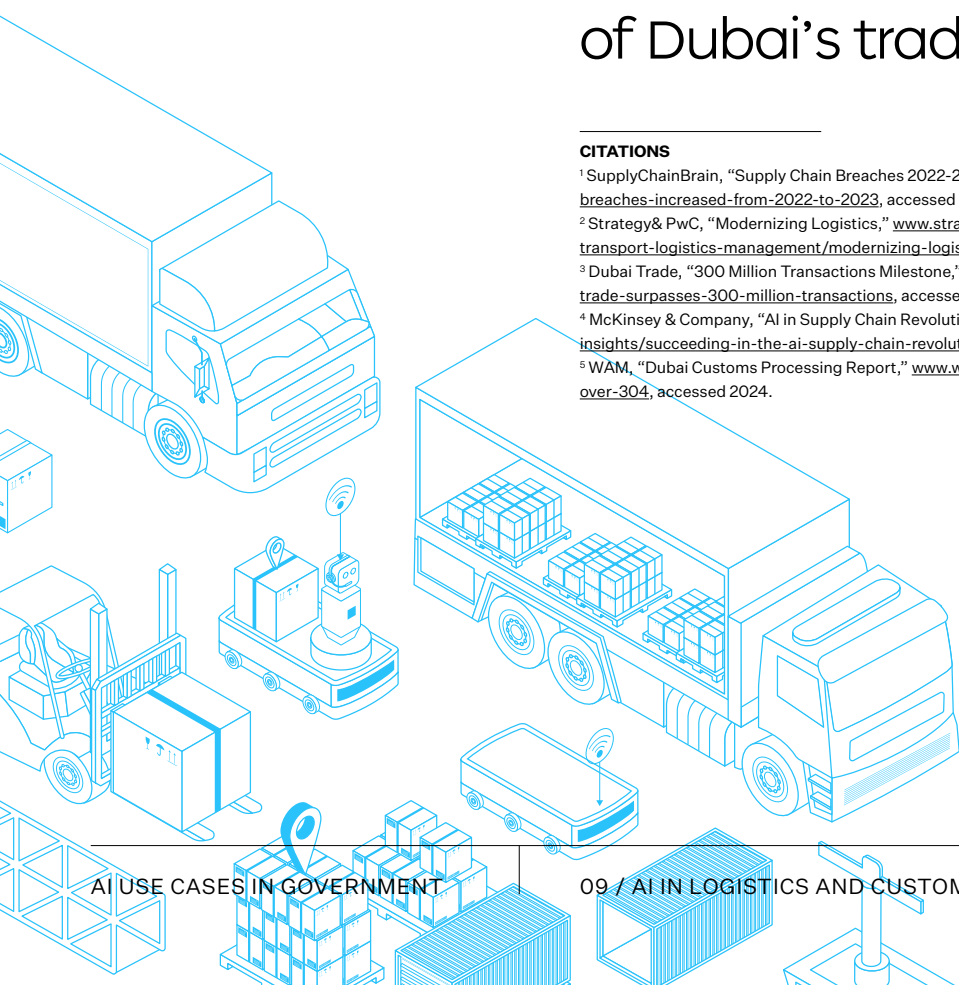 of Dubai’s trad
CITATIONS
¹ SupplyChainBrain, “Supply Chain Breaches 2022-2
breaches-increased-from-2022-to-2023, accessed
² Strategy& PwC, “Modernizing Logistics,” www.stra
transport-logistics-management/modernizing-logis
³ Dubai Trade, “300 Million Transactions Milestone,”
trade-surpasses-300-million-transactions, accesse
⁴ McKinsey & Company, “AI in Supply Chain Revoluti
insights/succeeding-in-the-ai-supply-chain-revolut
⁵ WAM, “Dubai Customs Processing Report,” www.w
over-304, accessed 2024.
AI USE CASES IN GOVERNMENT
09 / AI IN LOGISTICS AND CUSTOM